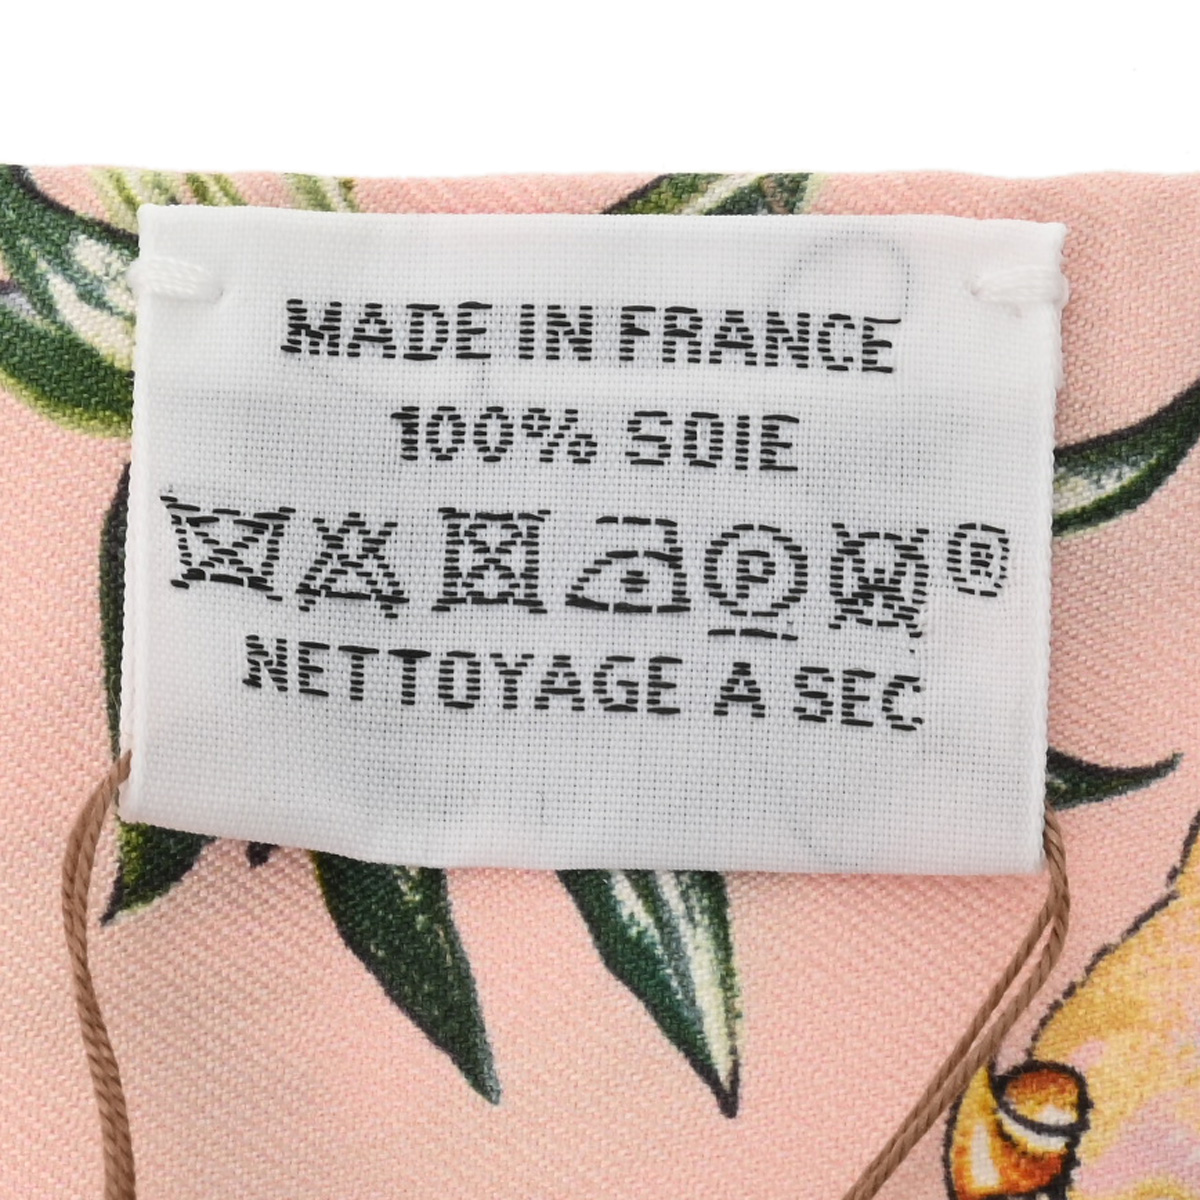 MADE IN FRANCE
100% SOIE
P ®
NETTOYAGE A SEC